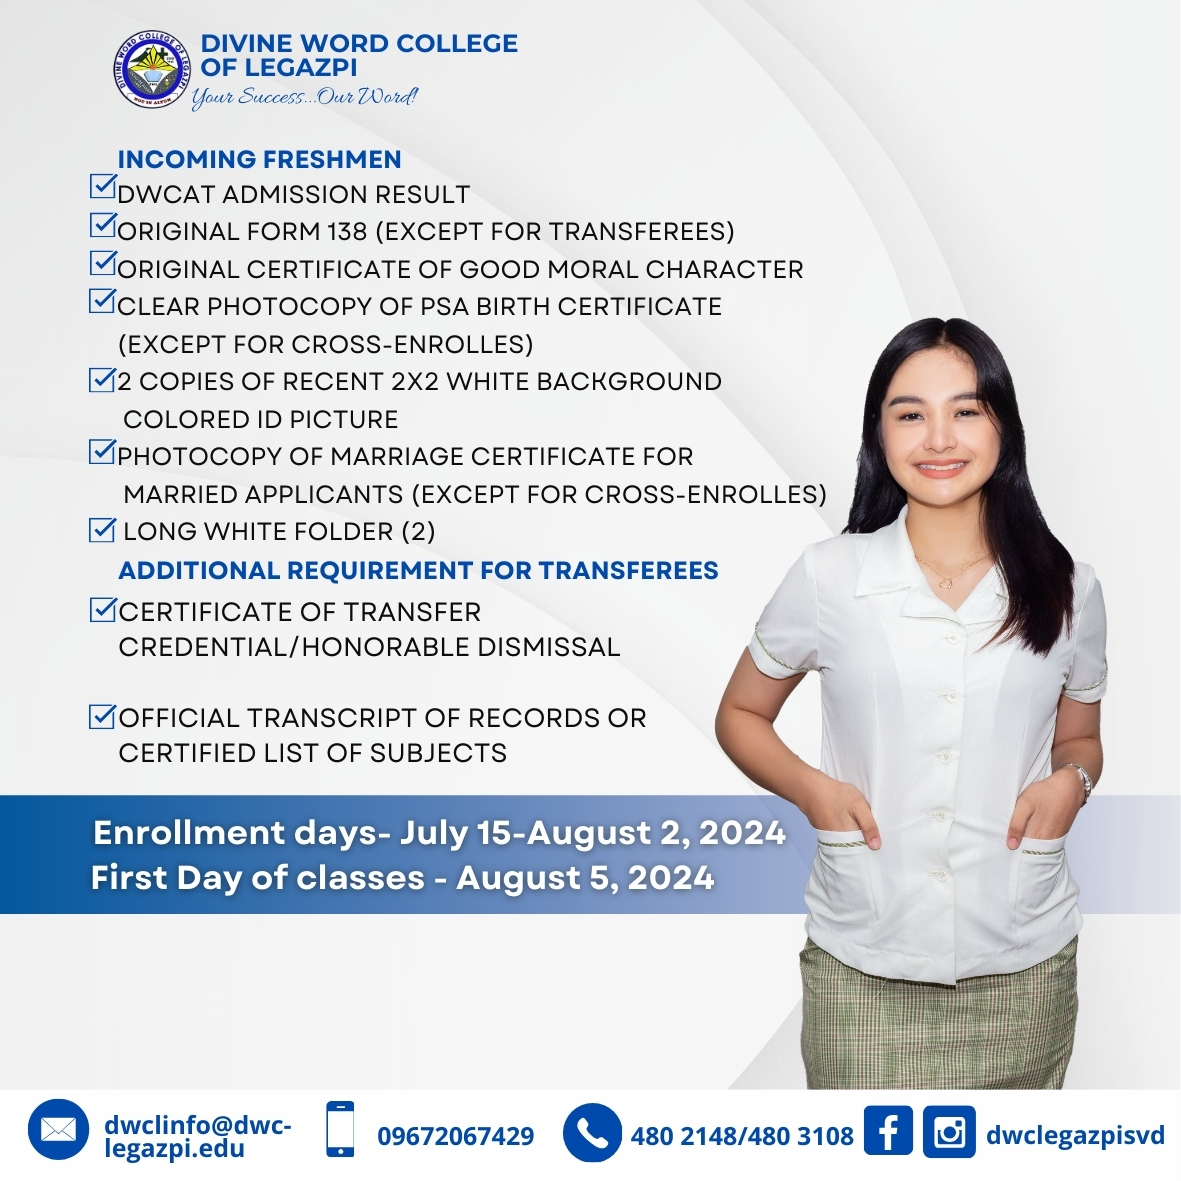 DIVINE WORD COLLEGE OF LEGAZPI
DIVINE WORD COLLEGE
OF LEGAZPI
Your Success...Our Word!
INCOMING FRESHMEN
DWCAT ADMISSION RESULT
ORIGINAL FORM 138 (EXCEPT FOR TRANSFEREES)
ORIGINAL CERTIFICATE OF GOOD MORAL CHARACTER
CLEAR PHOTOCOPY OF PSA BIRTH CERTIFICATE
(EXCEPT FOR CROSS-ENROLLES)
2 COPIES OF RECENT 2X2 WHITE BACKGROUND
COLORED ID PICTURE
PHOTOCOPY OF MARRIAGE CERTIFICATE FOR
MARRIED APPLICANTS (EXCEPT FOR CROSS-ENROLLES)
LONG WHITE FOLDER (2)
ADDITIONAL REQUIREMENT FOR TRANSFEREES
CERTIFICATE OF TRANSFER
CREDENTIAL/HONORABLE DISMISSAL
OFFICIAL TRANSCRIPT OF RECORDS OR
CERTIFIED LIST OF SUBJECTS
Enrollment days- July 15-August 2, 2024
First Day of classes - August 5, 2024
dwclinfo@dwc-
legazpi.edu
09672067429
480 2148/480 3108
dwclegazpisvd